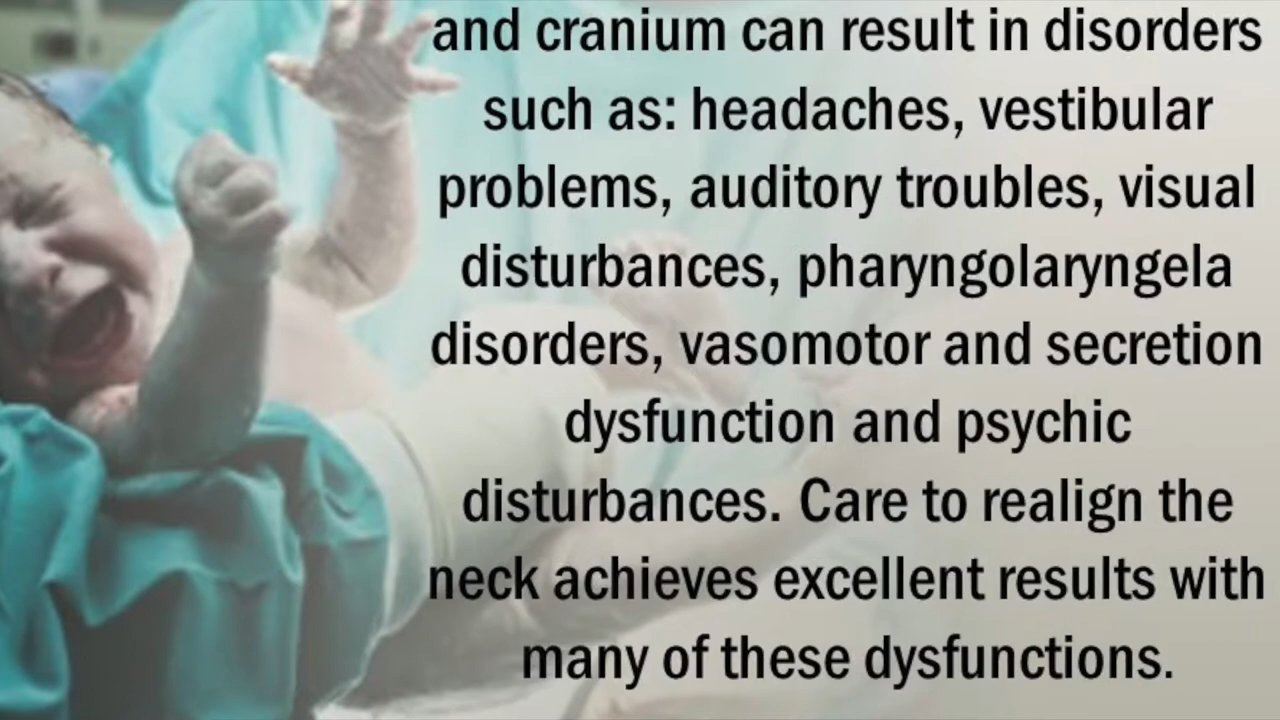 and cranium can result in disorders
such as: headaches, vestibular
problems, auditory troubles, visual
disturbances, pharyngolaryngela
disorders, vasomotor and secretion
dysfunction and psychic
disturbances. Care to realign the
neck achieves excellent results with
many of these dysfunctions.